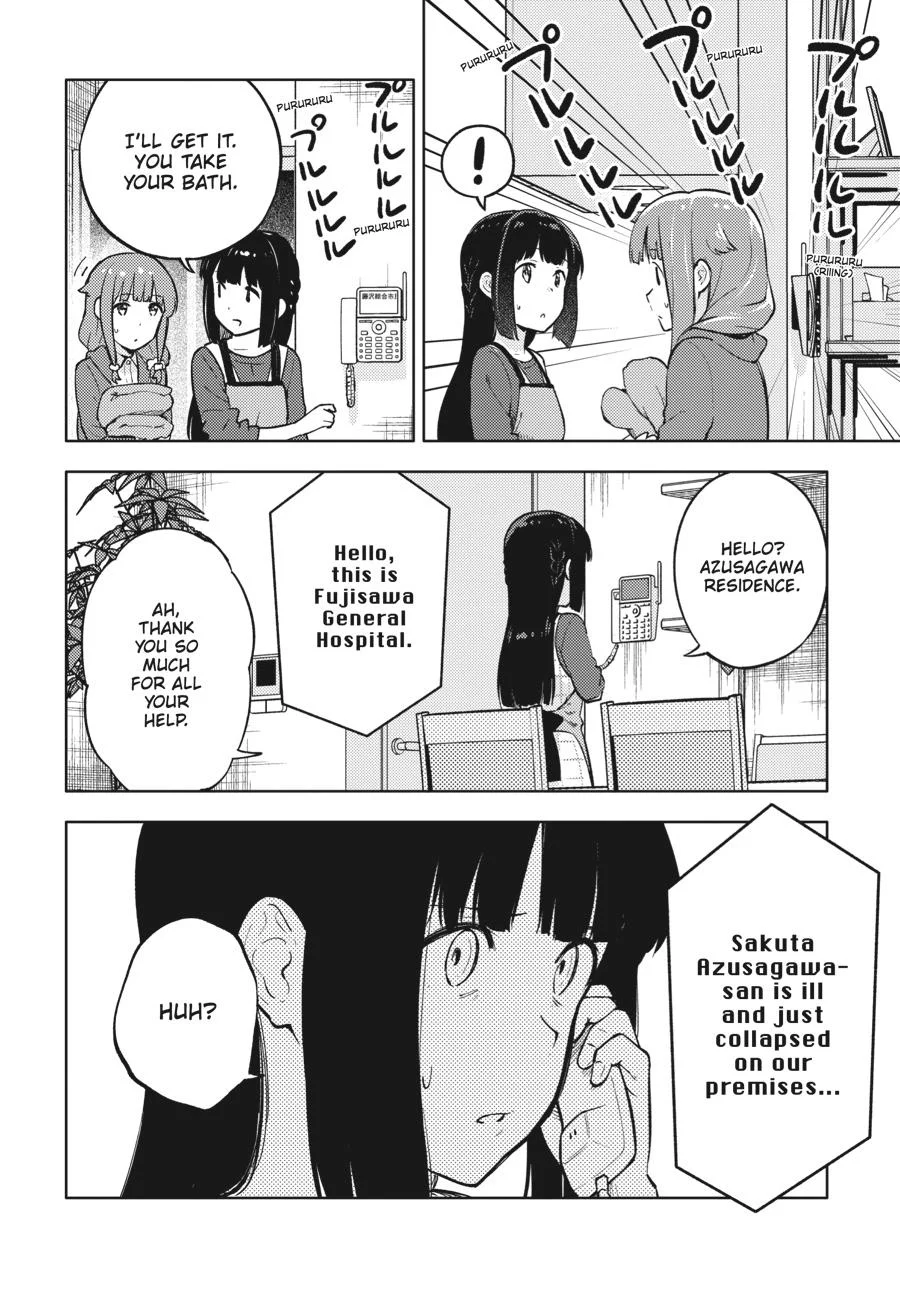 プルルルル
PURURURU
プルルルル
PURURURU
プルルルル
PURURURU
(RIIING)
!
プルルルル
PURURURU
プルルルル
PURURURU
I'LL GET IT.
YOU TAKE
YOUR BATH.
藤沢総合市
HELLO?
AZUSAGAWA
RESIDENCE.
Hello,
this is
Fujisawa
General
Hospital.
AH,
THANK
YOU SO
MUCH
FOR ALL
YOUR
HELP.
Sakuta
Azusagawa-
san is ill
and just
collapsed
on our
premises...
HUH?